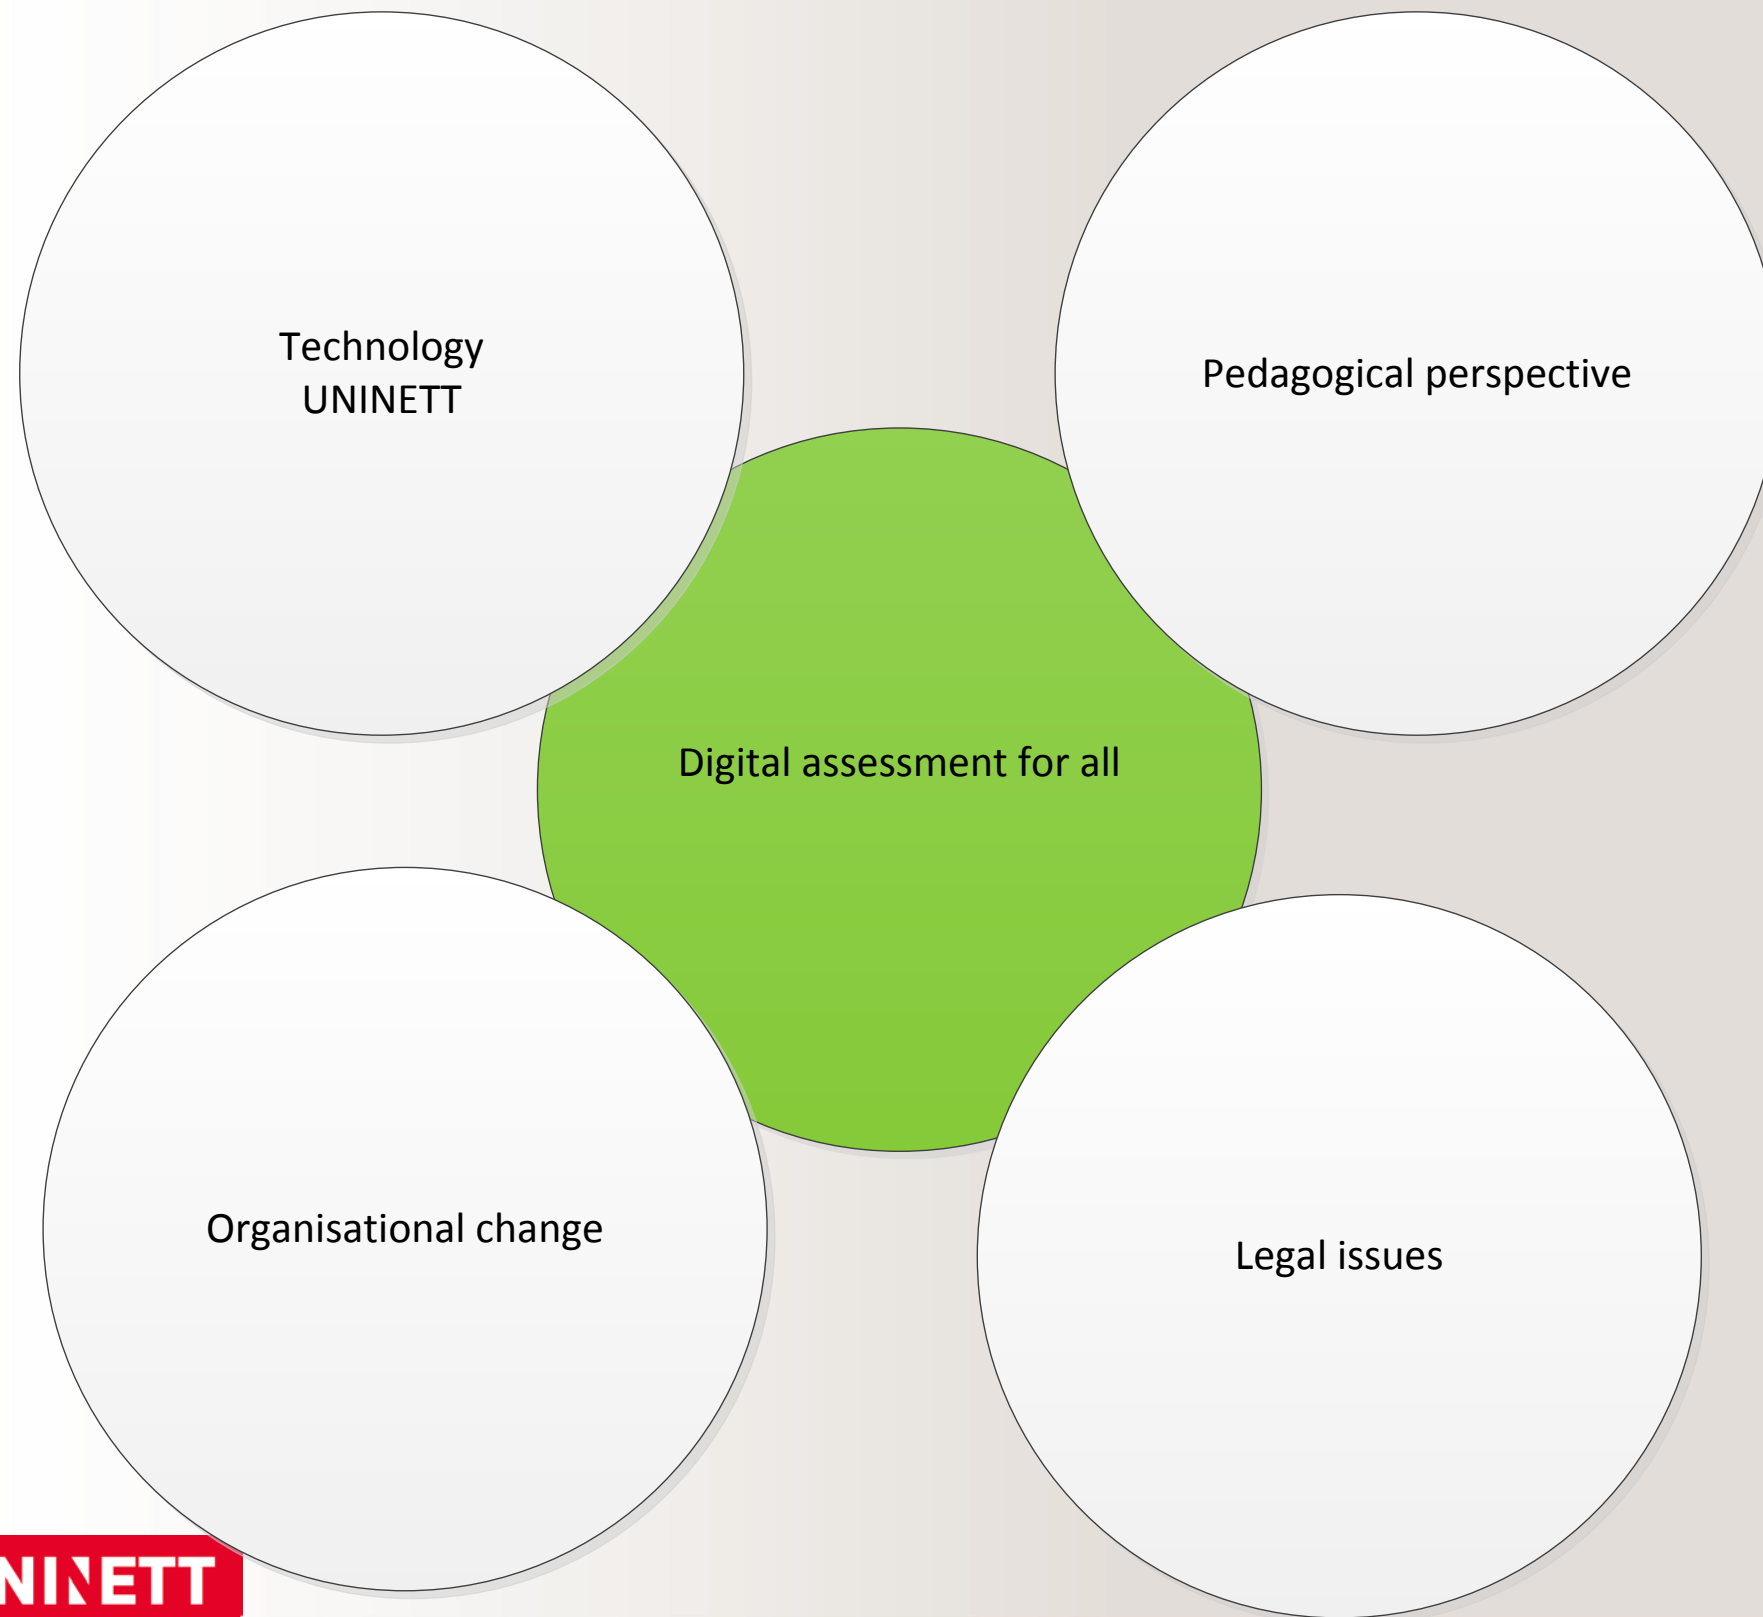 Technology
UNINETT
Pedagogical perspective
Digital assessment for all
Organisational change
Legal issues
NINETT